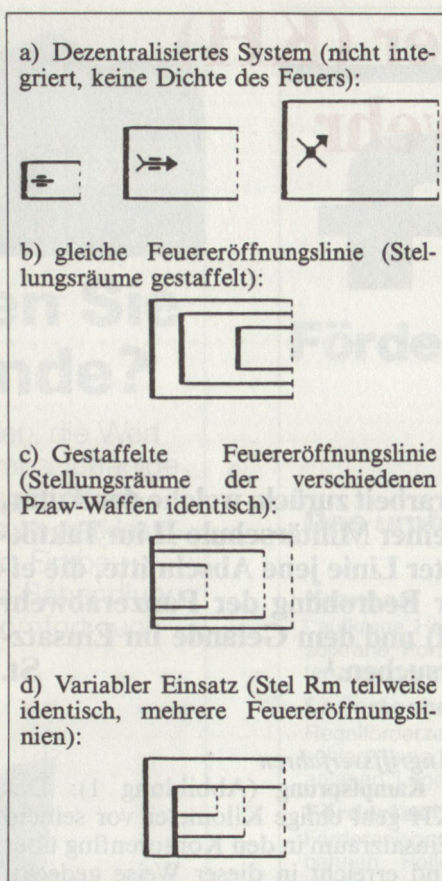 a) Dezentralisiertes System (nicht inte-
griert, keine Dichte des Feuers):
b) gleiche Feuereröffnungslinie (Stel-
lungsräume gestaffelt):
c) Gestaffelte Feuereröffnungslinie
(Stellungsräume der verschiedenen
Pzaw-Waffen identisch):
d) Variabler Einsatz (Stel Rm teilweise
identisch, mehrere Feuereröffnungsli-
nien):